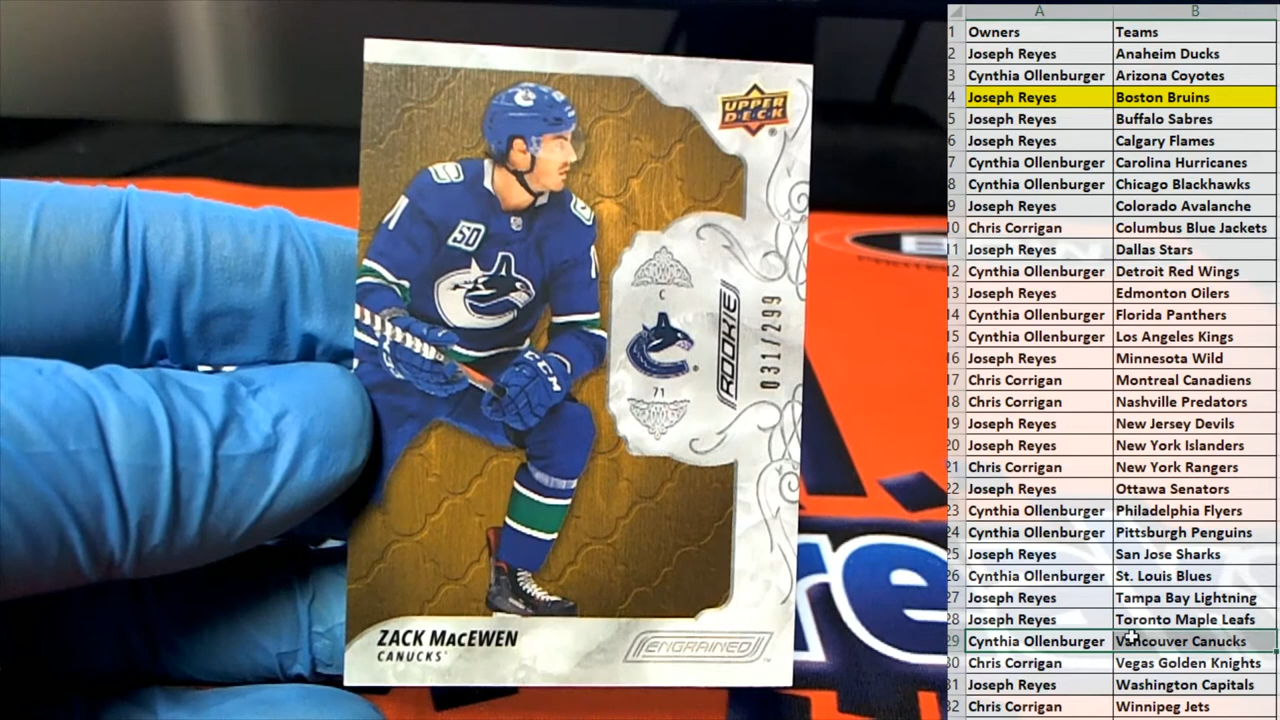 UPPER
DECK
50
C
71
ROOKIE
031/299
CCM
ZACK MacEWEN
CANUCKS
ENGRAINED
re
A B
1 Owners Teams
2 Joseph Reyes Anaheim Ducks
3 Cynthia Ollenburger Arizona Coyotes
4 Joseph Reyes Boston Bruins
5 Joseph Reyes Buffalo Sabres
6 Joseph Reyes Calgary Flames
7 Cynthia Ollenburger Carolina Hurricanes
8 Cynthia Ollenburger Chicago Blackhawks
9 Joseph Reyes Colorado Avalanche
10 Chris Corrigan Columbus Blue Jackets
11 Joseph Reyes Dallas Stars
12 Cynthia Ollenburger Detroit Red Wings
13 Joseph Reyes Edmonton Oilers
14 Cynthia Ollenburger Florida Panthers
15 Cynthia Ollenburger Los Angeles Kings
16 Joseph Reyes Minnesota Wild
17 Chris Corrigan Montreal Canadiens
18 Chris Corrigan Nashville Predators
19 Joseph Reyes New Jersey Devils
20 Joseph Reyes New York Islanders
21 Chris Corrigan New York Rangers
22 Joseph Reyes Ottawa Senators
23 Cynthia Ollenburger Philadelphia Flyers
24 Cynthia Ollenburger Pittsburgh Penguins
25 Joseph Reyes San Jose Sharks
26 Cynthia Ollenburger St. Louis Blues
27 Joseph Reyes Tampa Bay Lightning
28 Joseph Reyes Toronto Maple Leafs
29 Cynthia Ollenburger Vancouver Canucks
30 Chris Corrigan Vegas Golden Knights
31 Joseph Reyes Washington Capitals
32 Chris Corrigan Winnipeg Jets